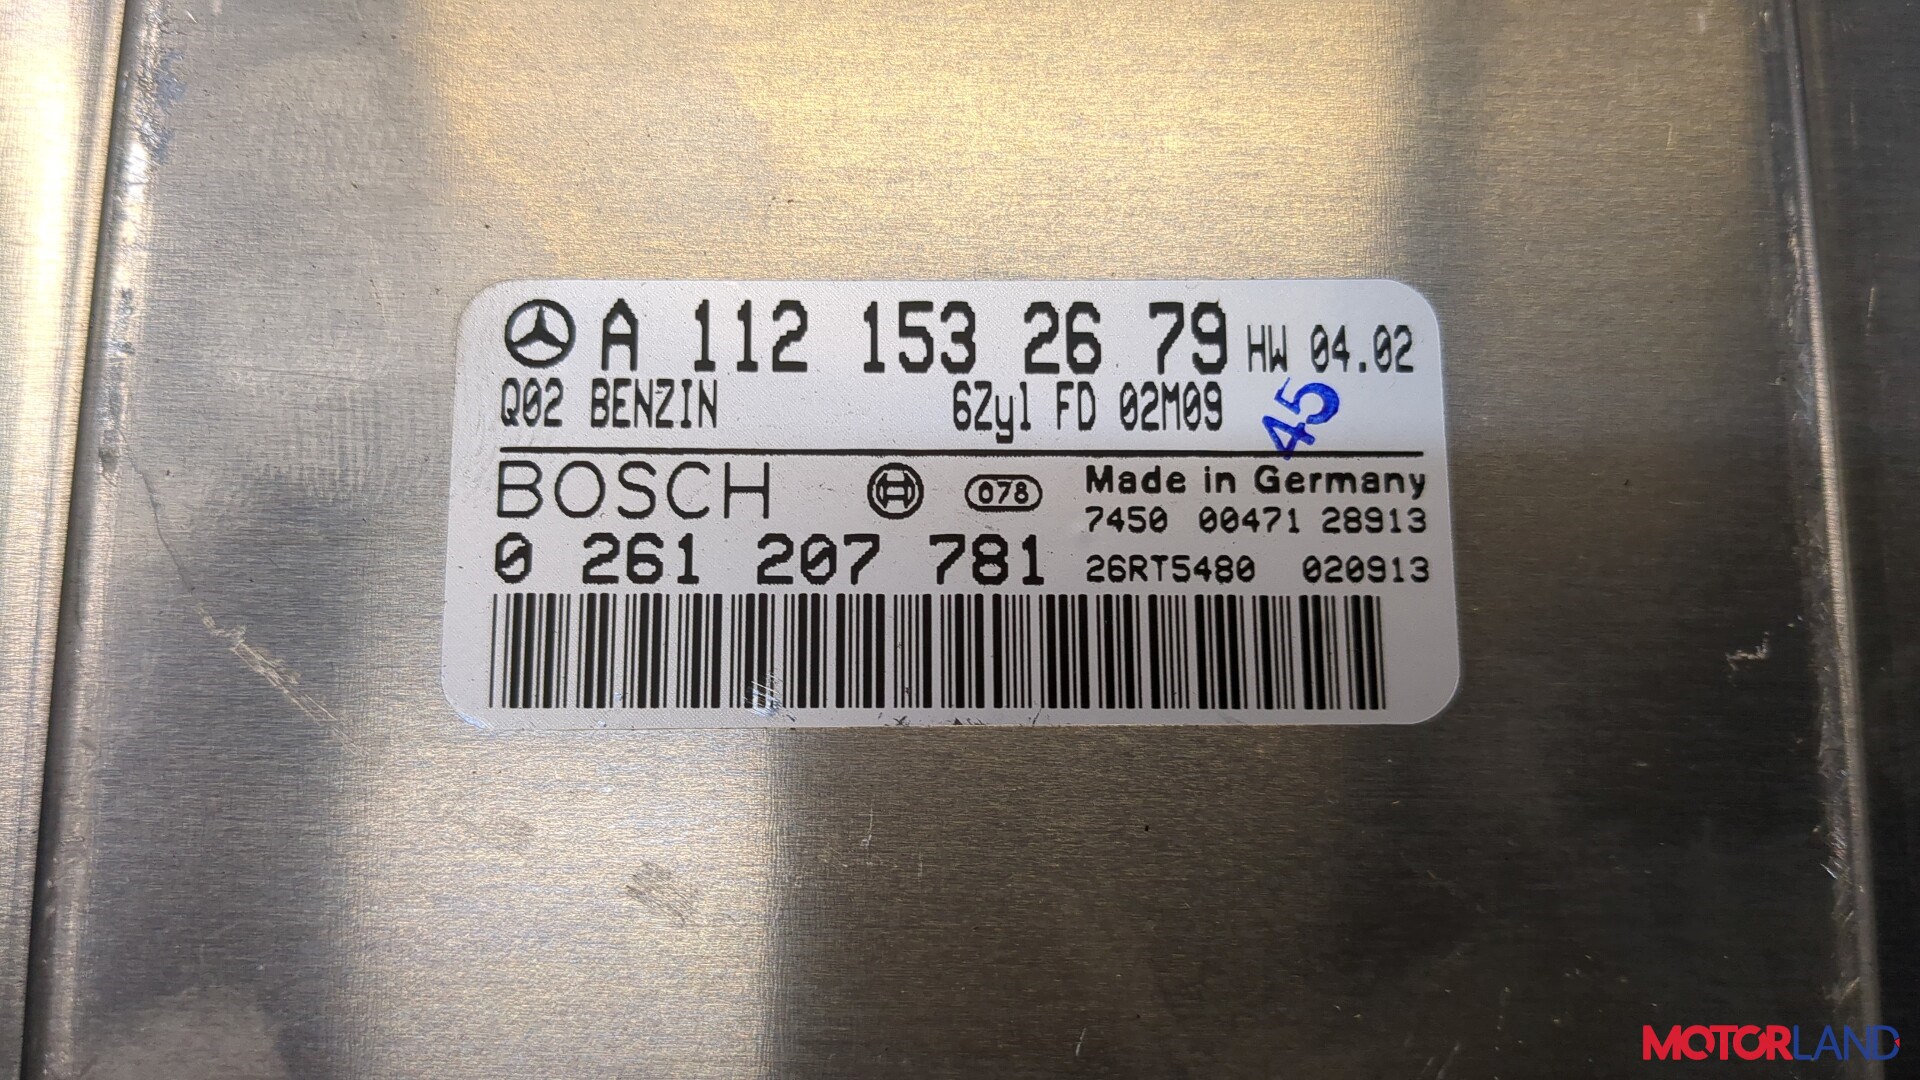 A 112 153 26 79 HW 04.02
Q02 BENZIN 6Zyl FD 02M09
45
BOSCH 078 Made in Germany
7450 00471 28913
0 261 207 781 26RT5480 020913
MOTORLAND